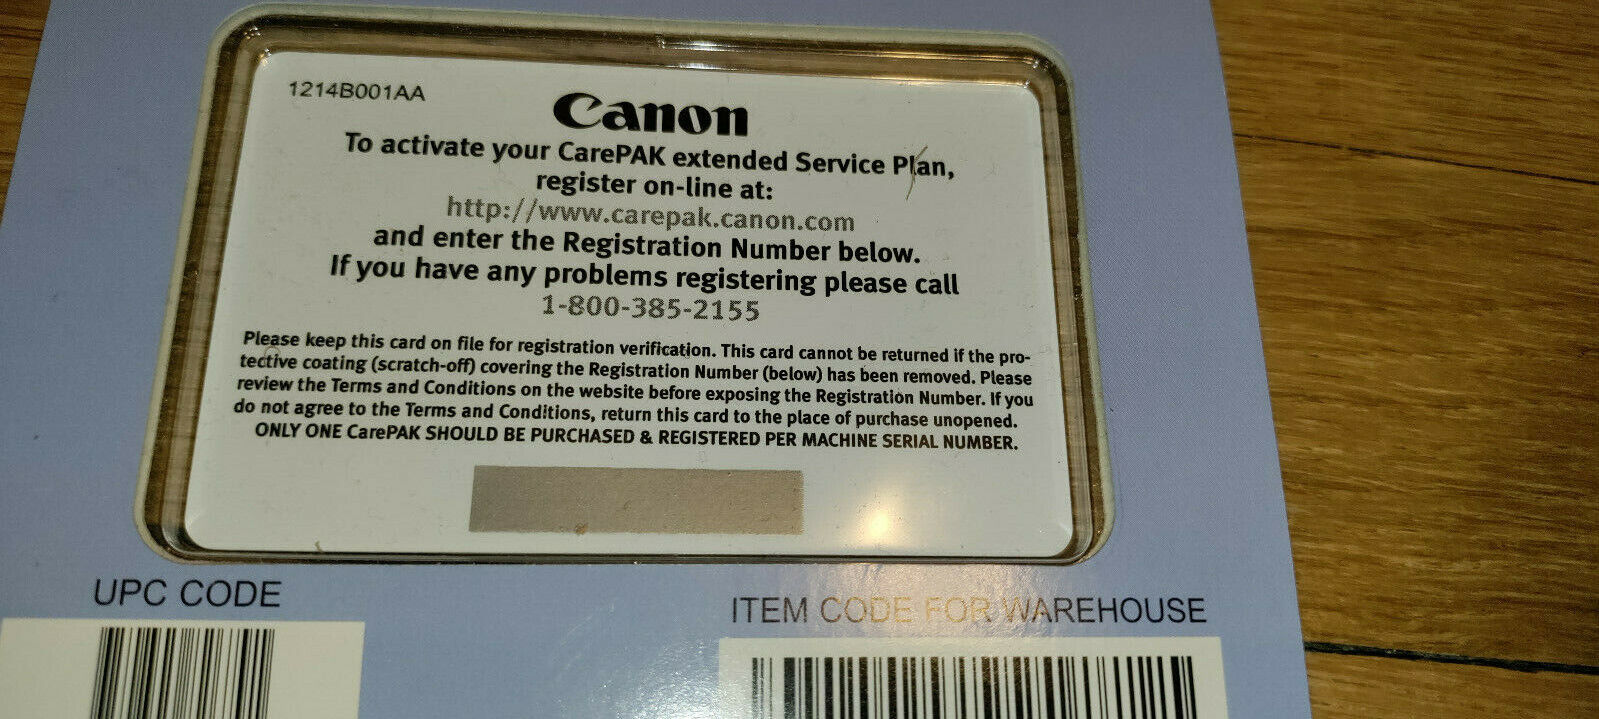 1214B001AA
Canon
To activate your CarePAK extended Service Plan,
register on-line at:
http://www.carepak.canon.com
and enter the Registration Number below.
If you have any problems registering please call
1-800-385-2155
Please keep this card on file for registration verification. This card cannot be returned if the pro-
tective coating (scratch-off) covering the Registration Number (below) has been removed. Please
review the Terms and Conditions on the website before exposing the Registration Number. If you
do not agree to the Terms and Conditions, return this card to the place of purchase unopened.
ONLY ONE CarePAK SHOULD BE PURCHASED & REGISTERED PER MACHINE SERIAL NUMBER.
UPC CODE
ITEM CODE FOR WAREHOUSE